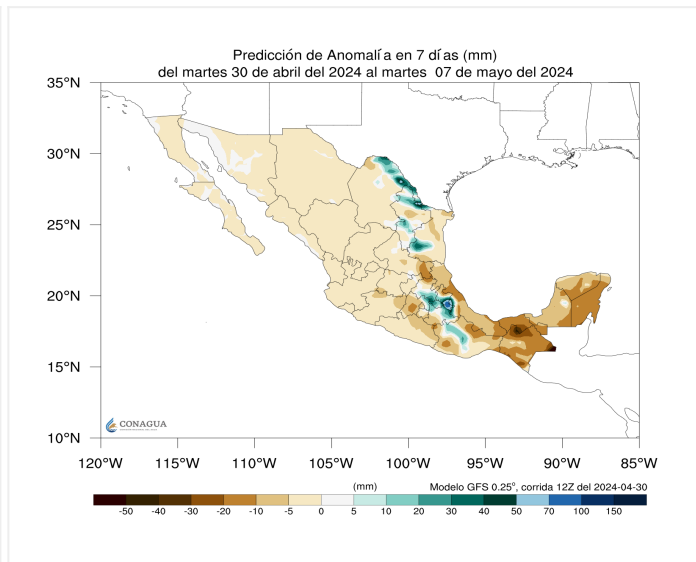 Predicción de Anomalí a en 7 dí as (mm)
del martes 30 de abril del 2024 al martes 07 de mayo del 2024
35°N
30°N
25°N
20°N
15°N
10°N
CONAGUA
120°W 115°W 110°W 105°W 100°W 95°W 90°W 85°W
(mm) Modelo GFS 0.25°, corrida 12Z del 2024-04-30
-50 -40 -30 -20 -10 -5 0 5 10 20 30 40 50 70 100 150